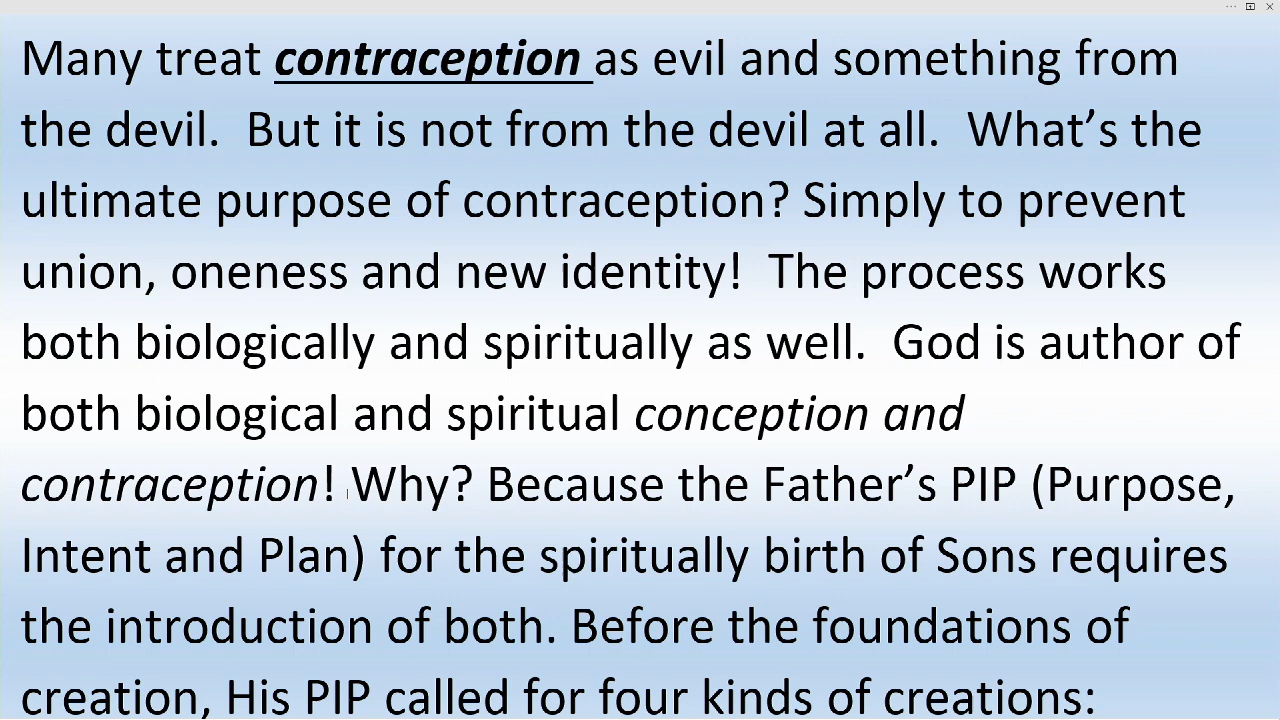 Many treat contraception as evil and something from
the devil.  But it is not from the devil at all.  What’s the
ultimate purpose of contraception? Simply to prevent
union, oneness and new identity!  The process works
both biologically and spiritually as well.  God is author of
both biological and spiritual conception and
contraception! Why? Because the Father’s PIP (Purpose,
Intent and Plan) for the spiritually birth of Sons requires
the introduction of both. Before the foundations of
creation, His PIP called for four kinds of creations: